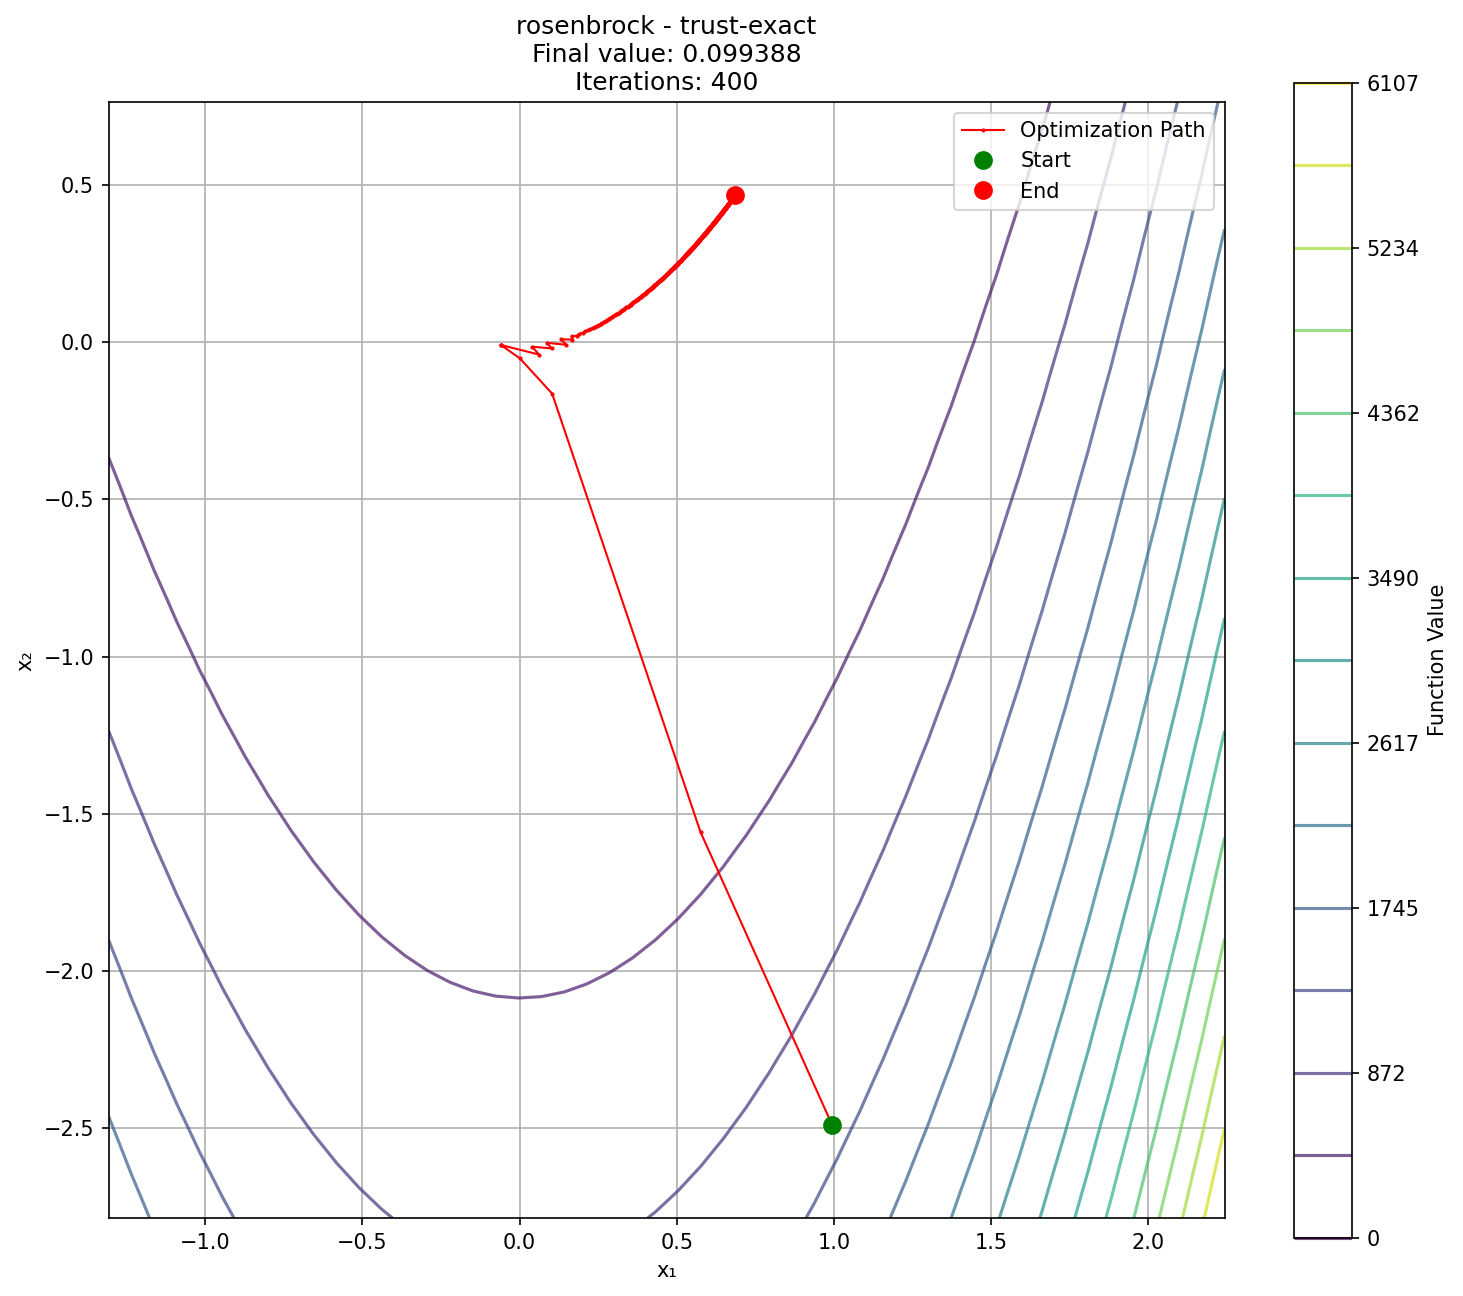 rosenbrock - trust-exact
Final value: 0.099388
Iterations: 400
Optimization Path
Start
End
0.5
0.0
−0.5
−1.0
−1.5
−2.0
−2.5
x₂
−1.0
−0.5
0.0
0.5
1.0
1.5
2.0
x₁
6107
5234
4362
3490
2617
1745
872
0
Function Value